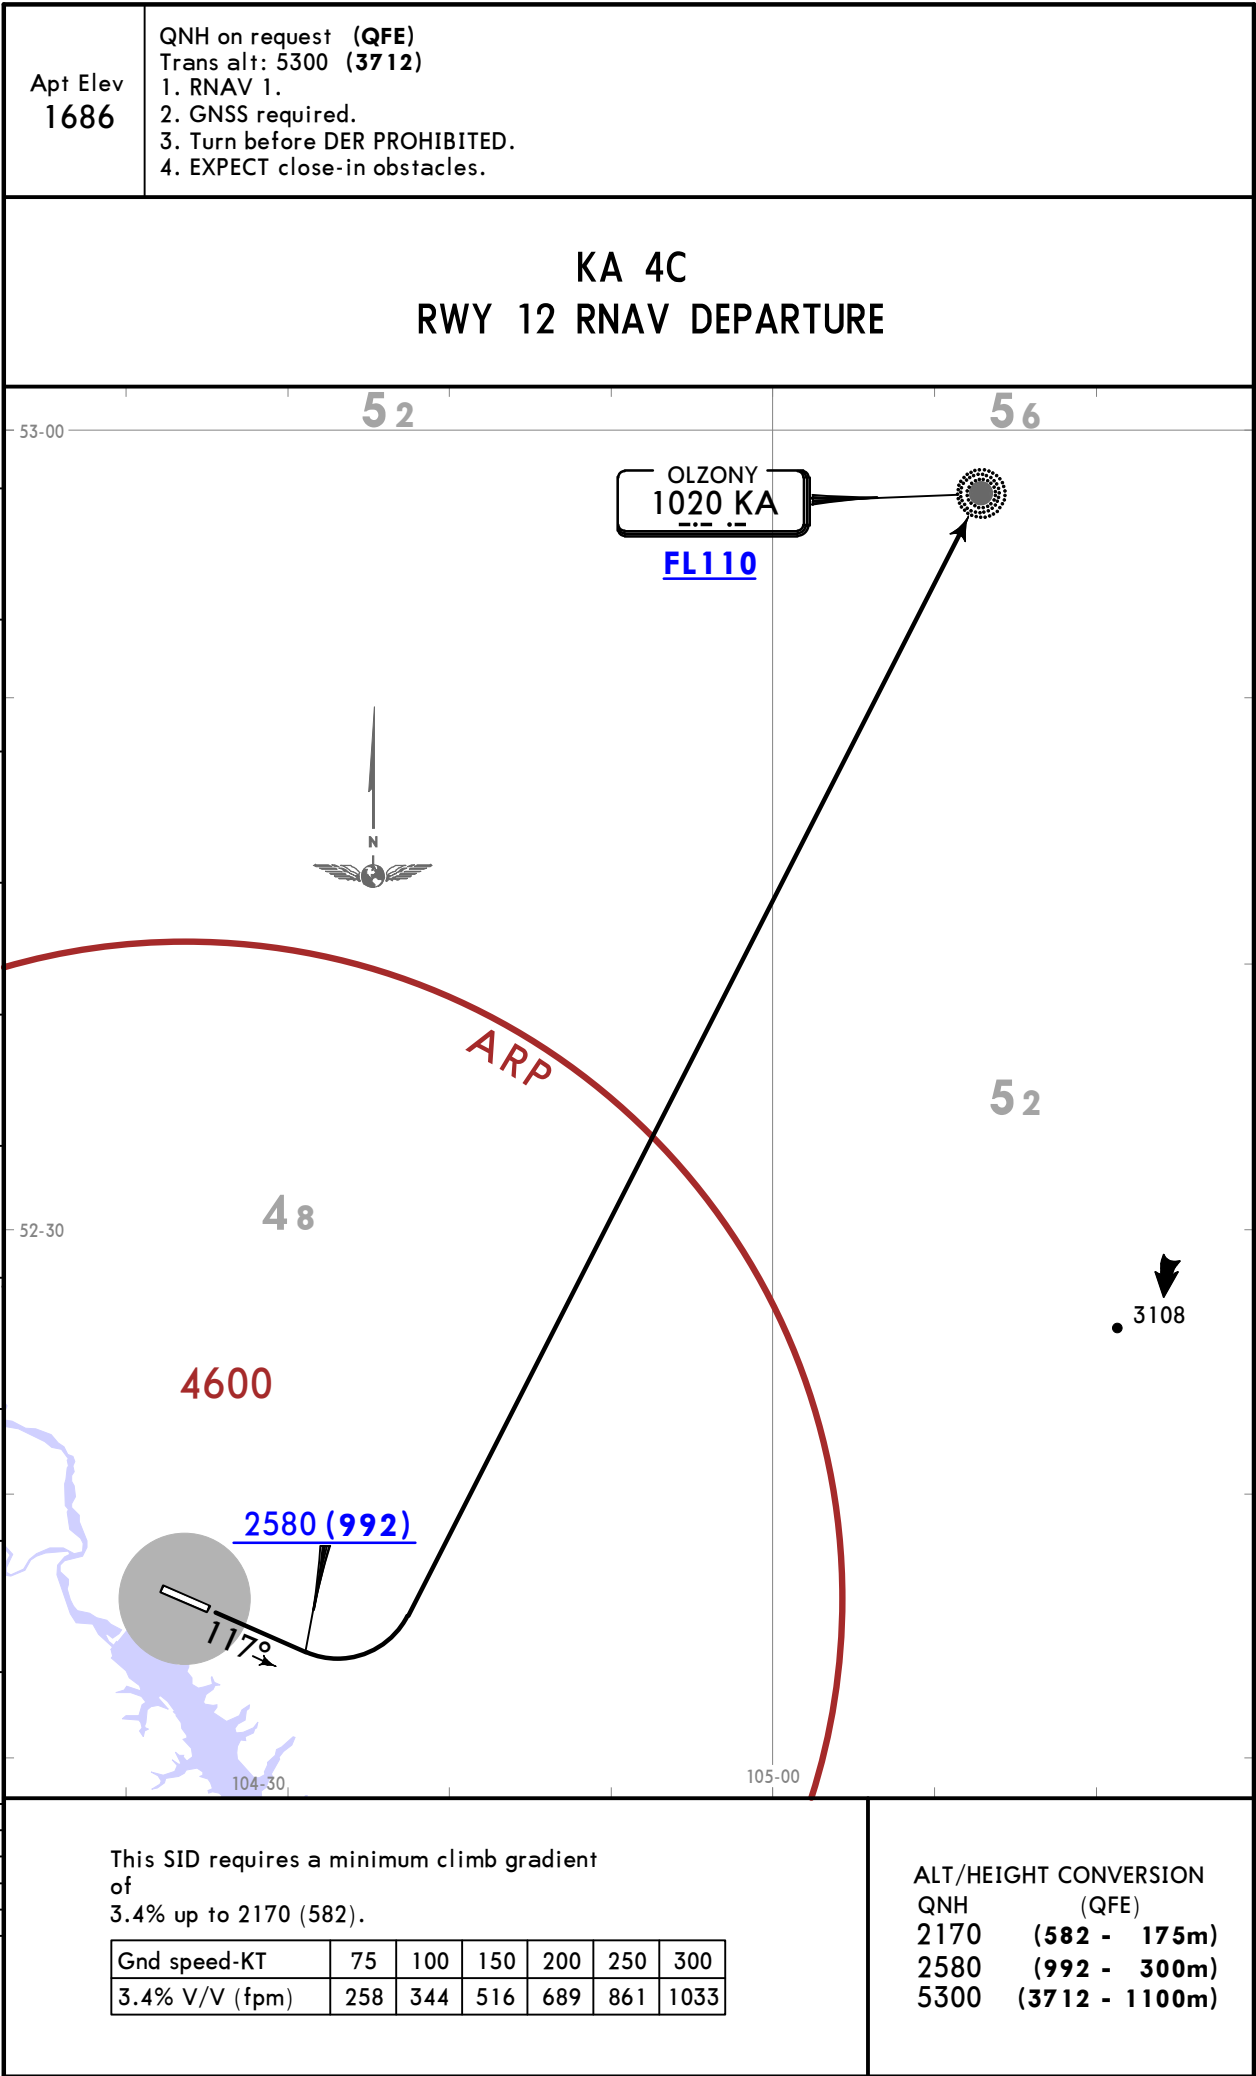 Apt Elev
1686
QNH on request (QFE)
Trans alt: 5300 (3712)
1. RNAV 1.
2. GNSS required.
3. Turn before DER PROHIBITED.
4. EXPECT close-in obstacles.
KA 4C
RWY 12 RNAV DEPARTURE
52
56
53-00
OLZONY
1020 KA
FL110
N
ARP
52
48
52-30
3108
4600
2580 (992)
117°
104-30
105-00
This SID requires a minimum climb gradient
of
3.4% up to 2170 (582).
Gnd speed-KT 75 100 150 200 250 300
3.4% V/V (fpm) 258 344 516 689 861 1033
ALT/HEIGHT CONVERSION
QNH (QFE)
2170 (582 - 175m)
2580 (992 - 300m)
5300 (3712 - 1100m)